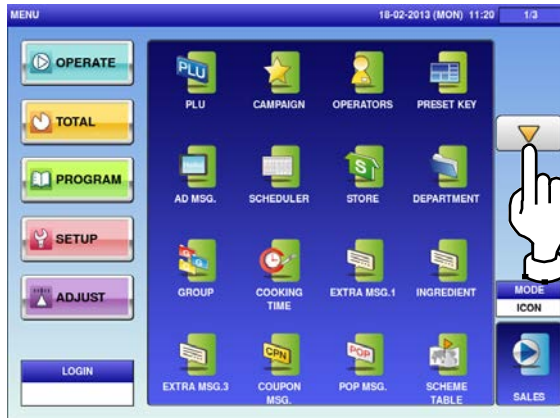 MENU 18-02-2013 (MON) 11:20 1/3
OPERATE
TOTAL
PROGRAM
SETUP
ADJUST
LOGIN
PLU
PLU CAMPAIGN OPERATORS PRESET KEY
S
AD MSG. SCHEDULER STORE DEPARTMENT
GROUP COOKING TIME EXTRA MSG.1 INGREDIENT
CPN POP
EXTRA MSG.3 COUPON MSG. POP MSG. SCHEME TABLE
MODE
ICON
SALES